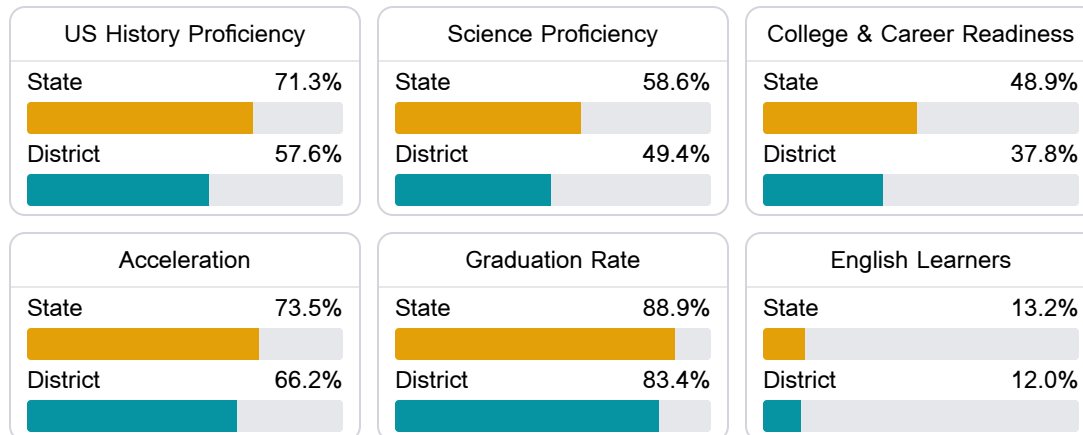 US History Proficiency
State 71.3%
District 57.6%
Science Proficiency
State 58.6%
District 49.4%
College & Career Readiness
State 48.9%
District 37.8%
Acceleration
State 73.5%
District 66.2%
Graduation Rate
State 88.9%
District 83.4%
English Learners
State 13.2%
District 12.0%